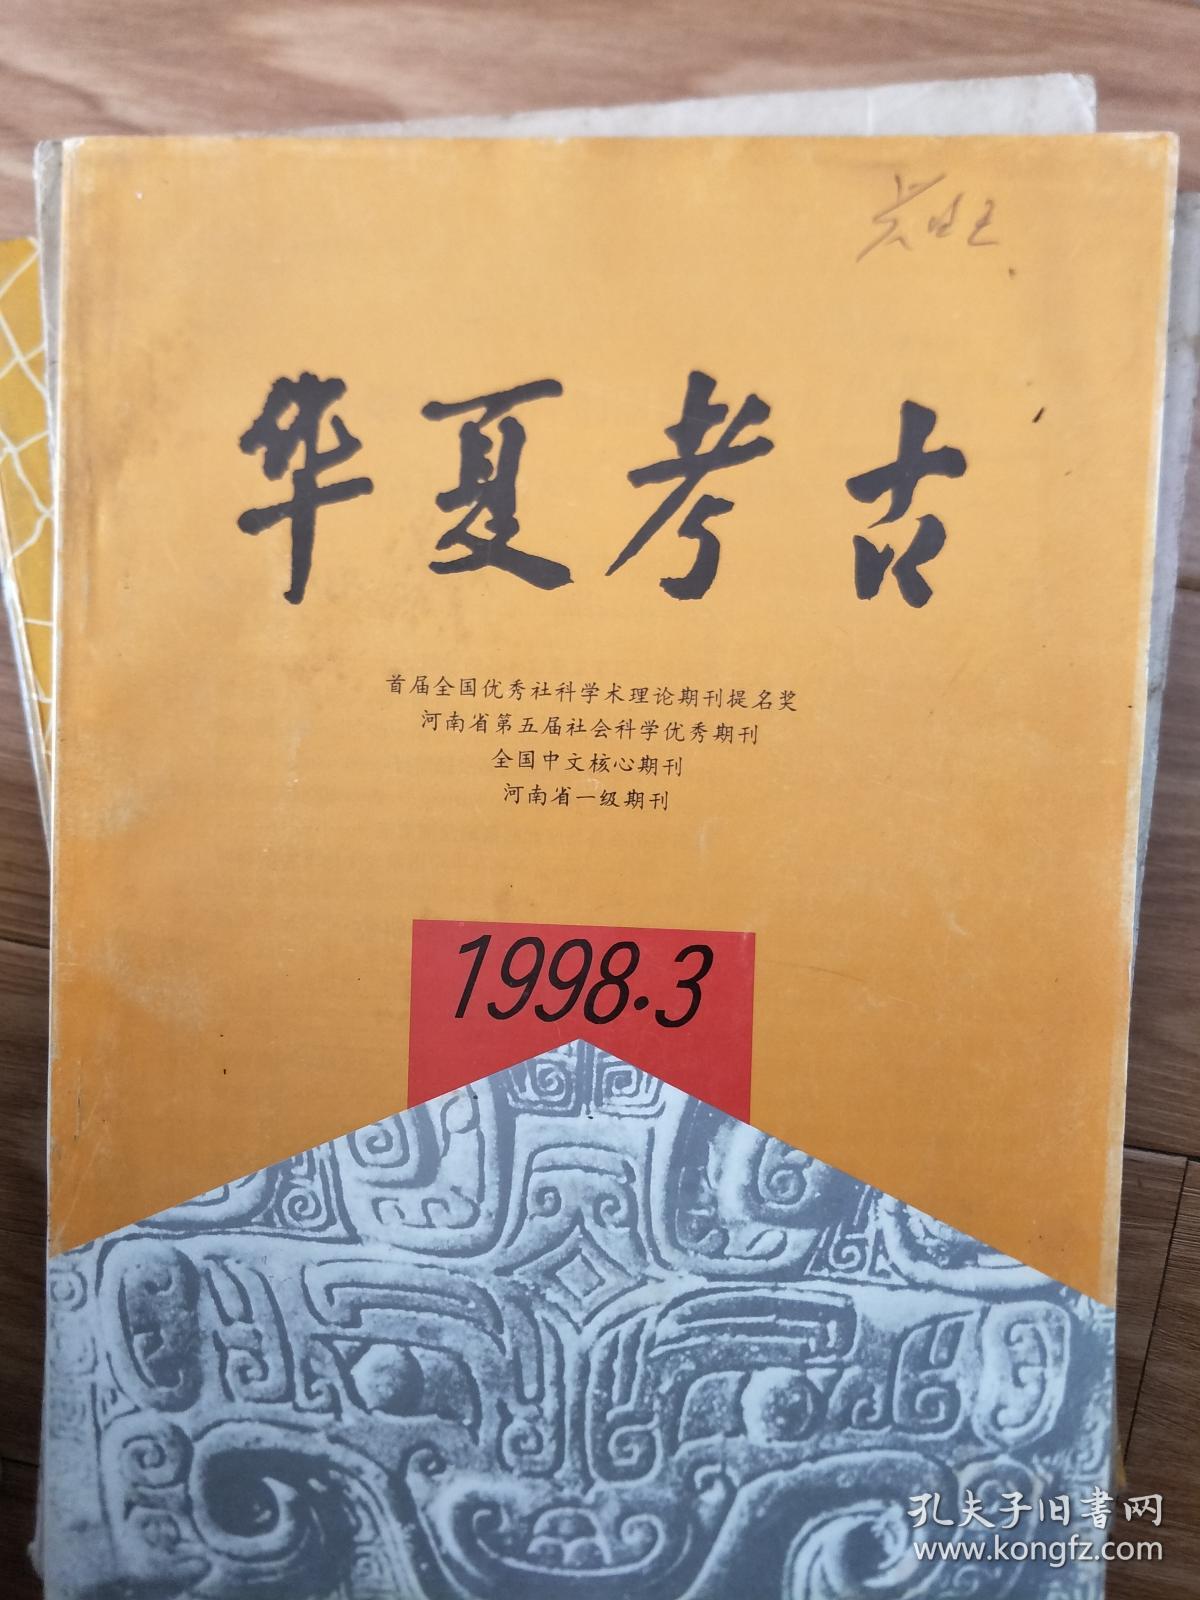 华夏考古
首届全国优秀社科学术理论期刊提名奖
河南省第五届社会科学优秀期刊
全国中文核心期刊
河南省一级期刊
1998.3
孔夫子旧书网
www.kongfz.com